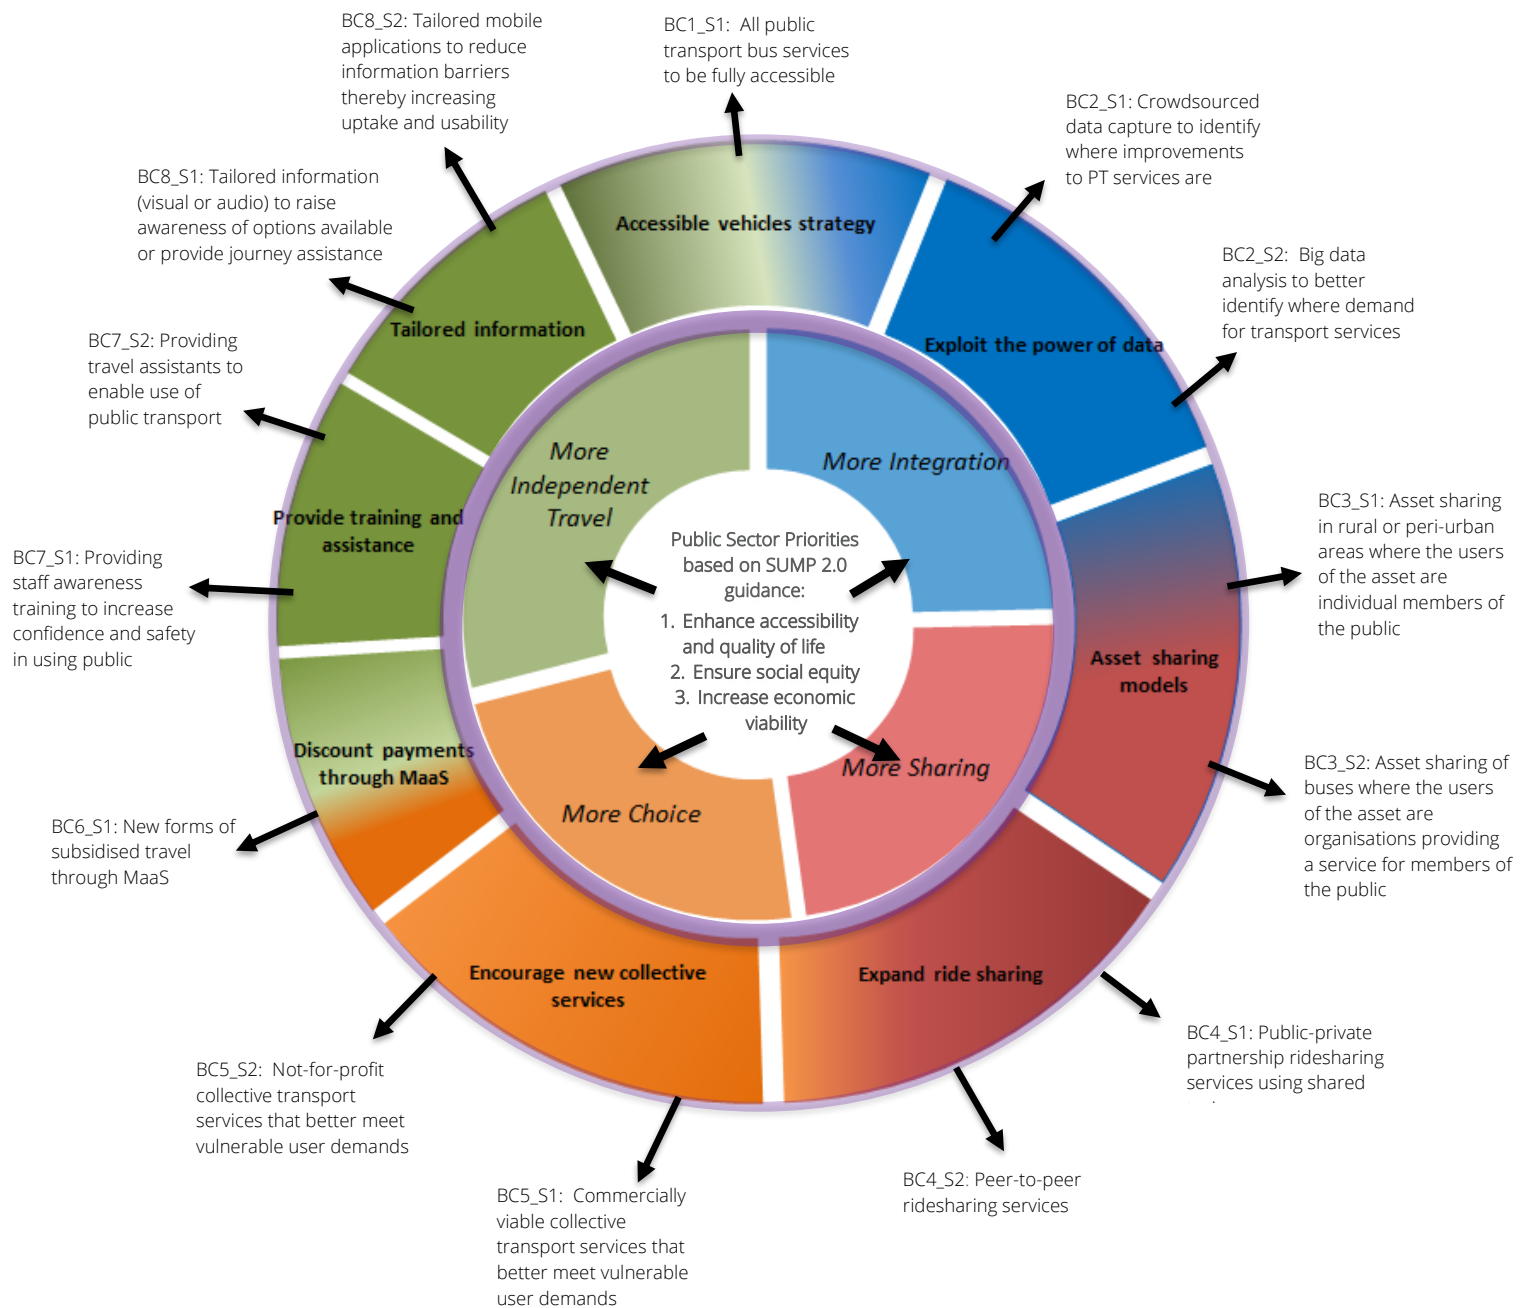 BC8_S2: Tailored mobile
applications to reduce
information barriers
thereby increasing
uptake and usability
BC1_S1: All public
transport bus services
to be fully accessible
BC2_S1: Crowdsourced
data capture to identify
where improvements
to PT services are
BC8_S1: Tailored information
(visual or audio) to raise
awareness of options available
or provide journey assistance
Accessible vehicles strategy
BC2_S2: Big data
analysis to better
identify where demand
for transport services
Tailored information
Exploit the power of data
BC7_S2: Providing
travel assistants to
enable use of
public transport
More
Independent
Travel
More Integration
Provide training and
assistance
BC3_S1: Asset sharing
in rural or peri-urban
areas where the users
of the asset are
individual members of
the public
Public Sector Priorities
based on SUMP 2.0
guidance:
1. Enhance accessibility
and quality of life
2. Ensure social equity
3. Increase economic
viability
BC7_S1: Providing
staff awareness
training to increase
confidence and safety
in using public
Asset sharing
models
Discount payments
through MaaS
More Sharing
More Choice
BC3_S2: Asset sharing of
buses where the users
of the asset are
organisations providing
a service for members of
the public
BC6_S1: New forms of
subsidised travel
through MaaS
Encourage new collective
services
Expand ride sharing
BC4_S1: Public-private
partnership ridesharing
services using shared
BC5_S2: Not-for-profit
collective transport
services that better meet
vulnerable user demands
BC4_S2: Peer-to-peer
ridesharing services
BC5_S1: Commercially
viable collective
transport services that
better meet vulnerable
user demands